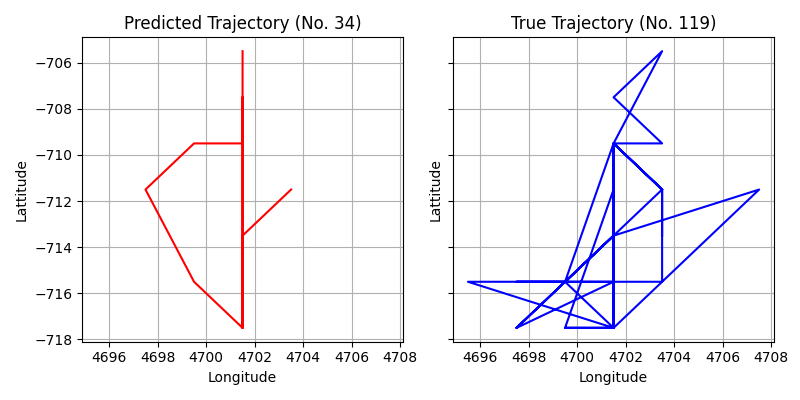 Predicted Trajectory (No. 34)
True Trajectory (No. 119)
Lattitude
−706
−708
−710
−712
−714
−716
−718
4696 4698 4700 4702 4704 4706 4708
Longitude
Lattitude
4696 4698 4700 4702 4704 4706 4708
Longitude